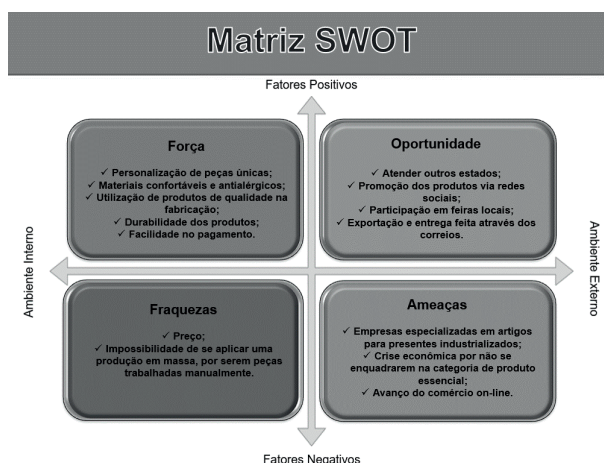 Matriz SWOT
Fatores Positivos
Força
✓ Personalização de peças únicas;
✓ Materiais confortáveis e antialérgicos;
✓ Utilização de produtos de qualidade na
fabricação;
✓ Durabilidade dos produtos;
✓ Facilidade no pagamento.
Oportunidade
✓ Atender outros estados;
✓ Promoção dos produtos via redes
sociais;
✓ Participação em feiras locais;
✓ Exportação e entrega feita através dos
correios.
Ambiente Interno
Ambiente Externo
Fraquezas
✓ Preço;
✓ Impossibilidade de se aplicar uma
produção em massa, por serem peças
trabalhadas manualmente.
Ameaças
✓ Empresas especializadas em artigos
para presentes industrializados;
✓ Crise econômica por não se
enquadrarem na categoria de produto
essencial;
✓ Avanço do comércio on-line.
Fatores Negativos